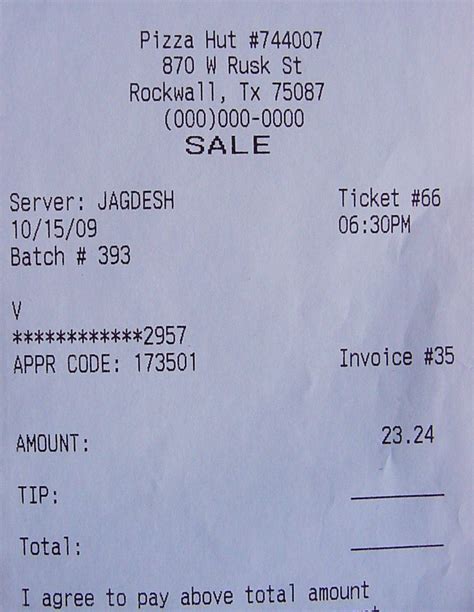 Pizza Hut #744007
870 W Rusk St
Rockwall, Tx 75087
(000)000-0000
SALE
Server: JAGDESH Ticket #66
10/15/09 06:30PM
Batch # 393
V
************2957
APPR CODE: 173501 Invoice #35
AMOUNT: 23.24
TIP:
Total:
I agree to pay above total amount